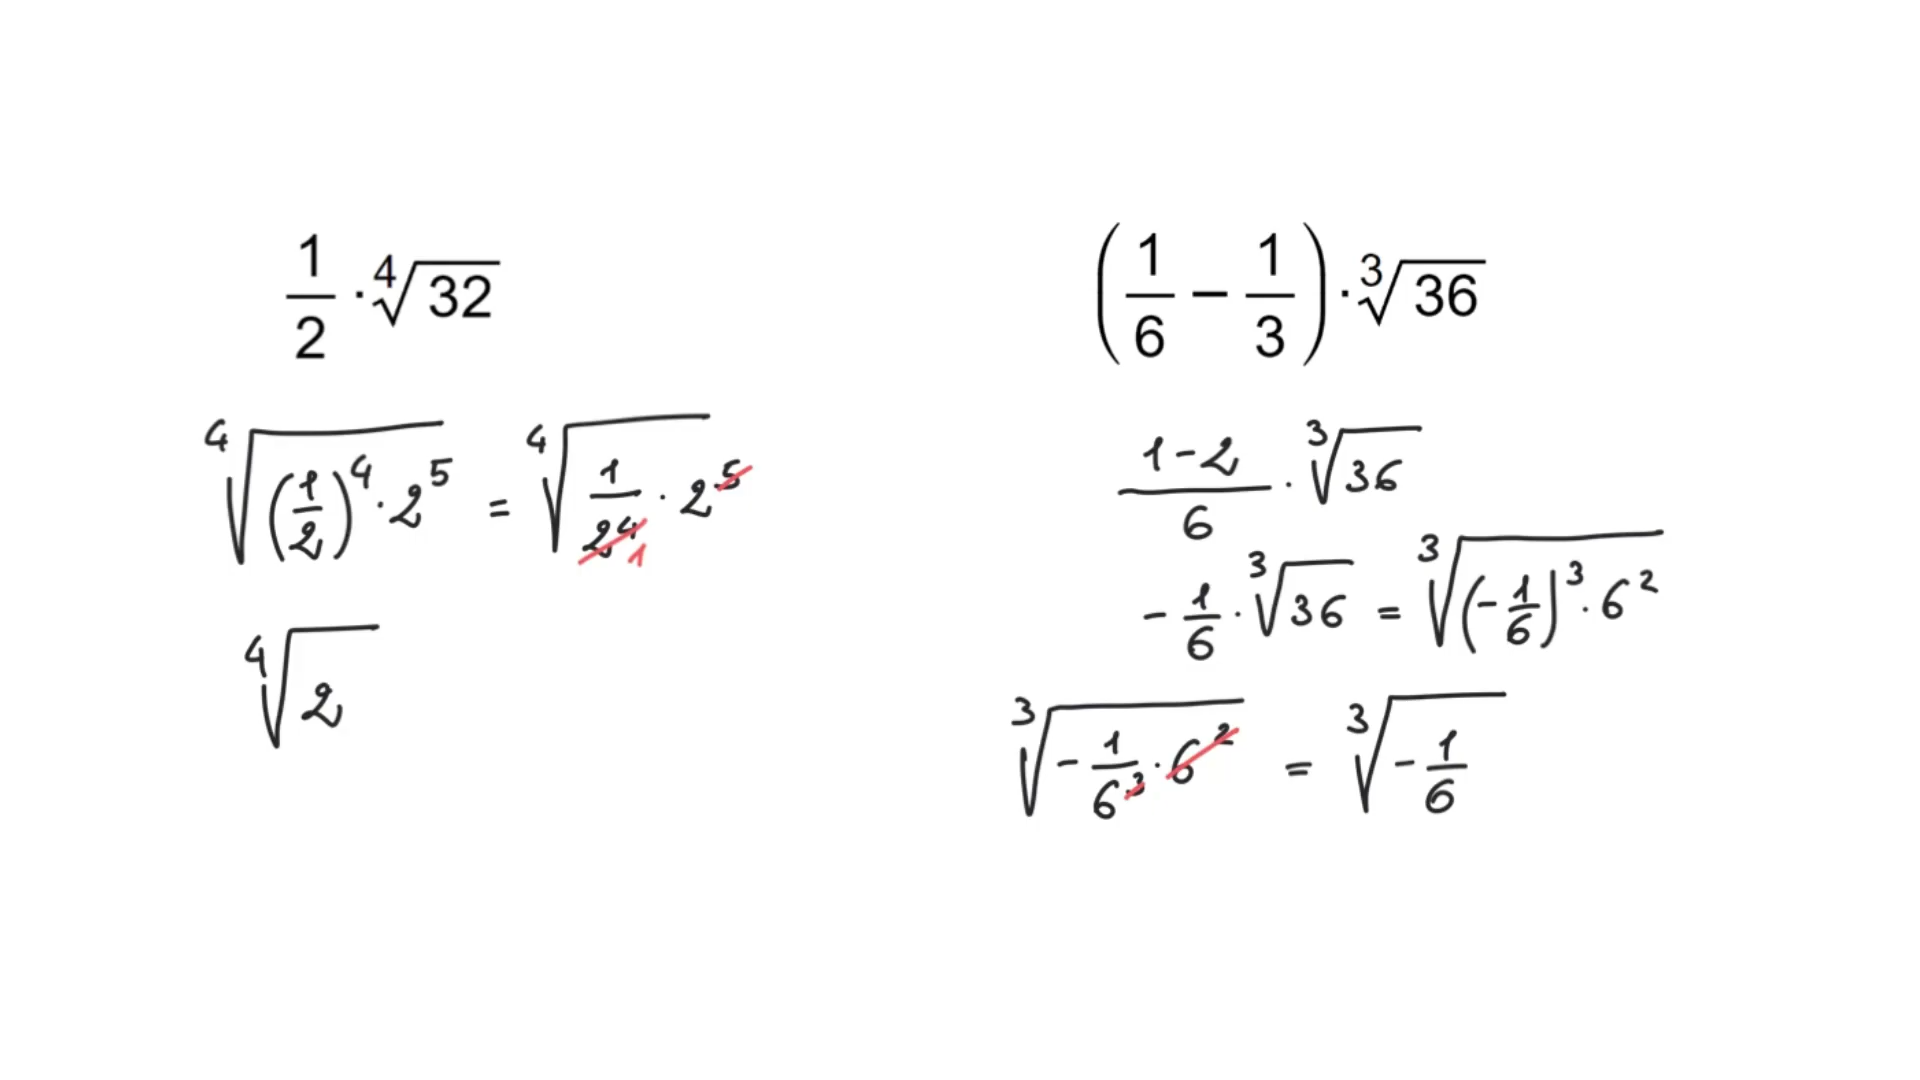 1/2 · ⁴√32
⁴√((1/2)⁴ · 2⁵) = ⁴√(1/2⁴ · 2⁵) 1
⁴√2
(1/6 − 1/3) · ³√36
(1-2)/6 · ³√36
-1/6 · ³√36 = ³√((-1/6)³ · 6²)
³√(-1/6³ · 6²) = ³√(-1/6)